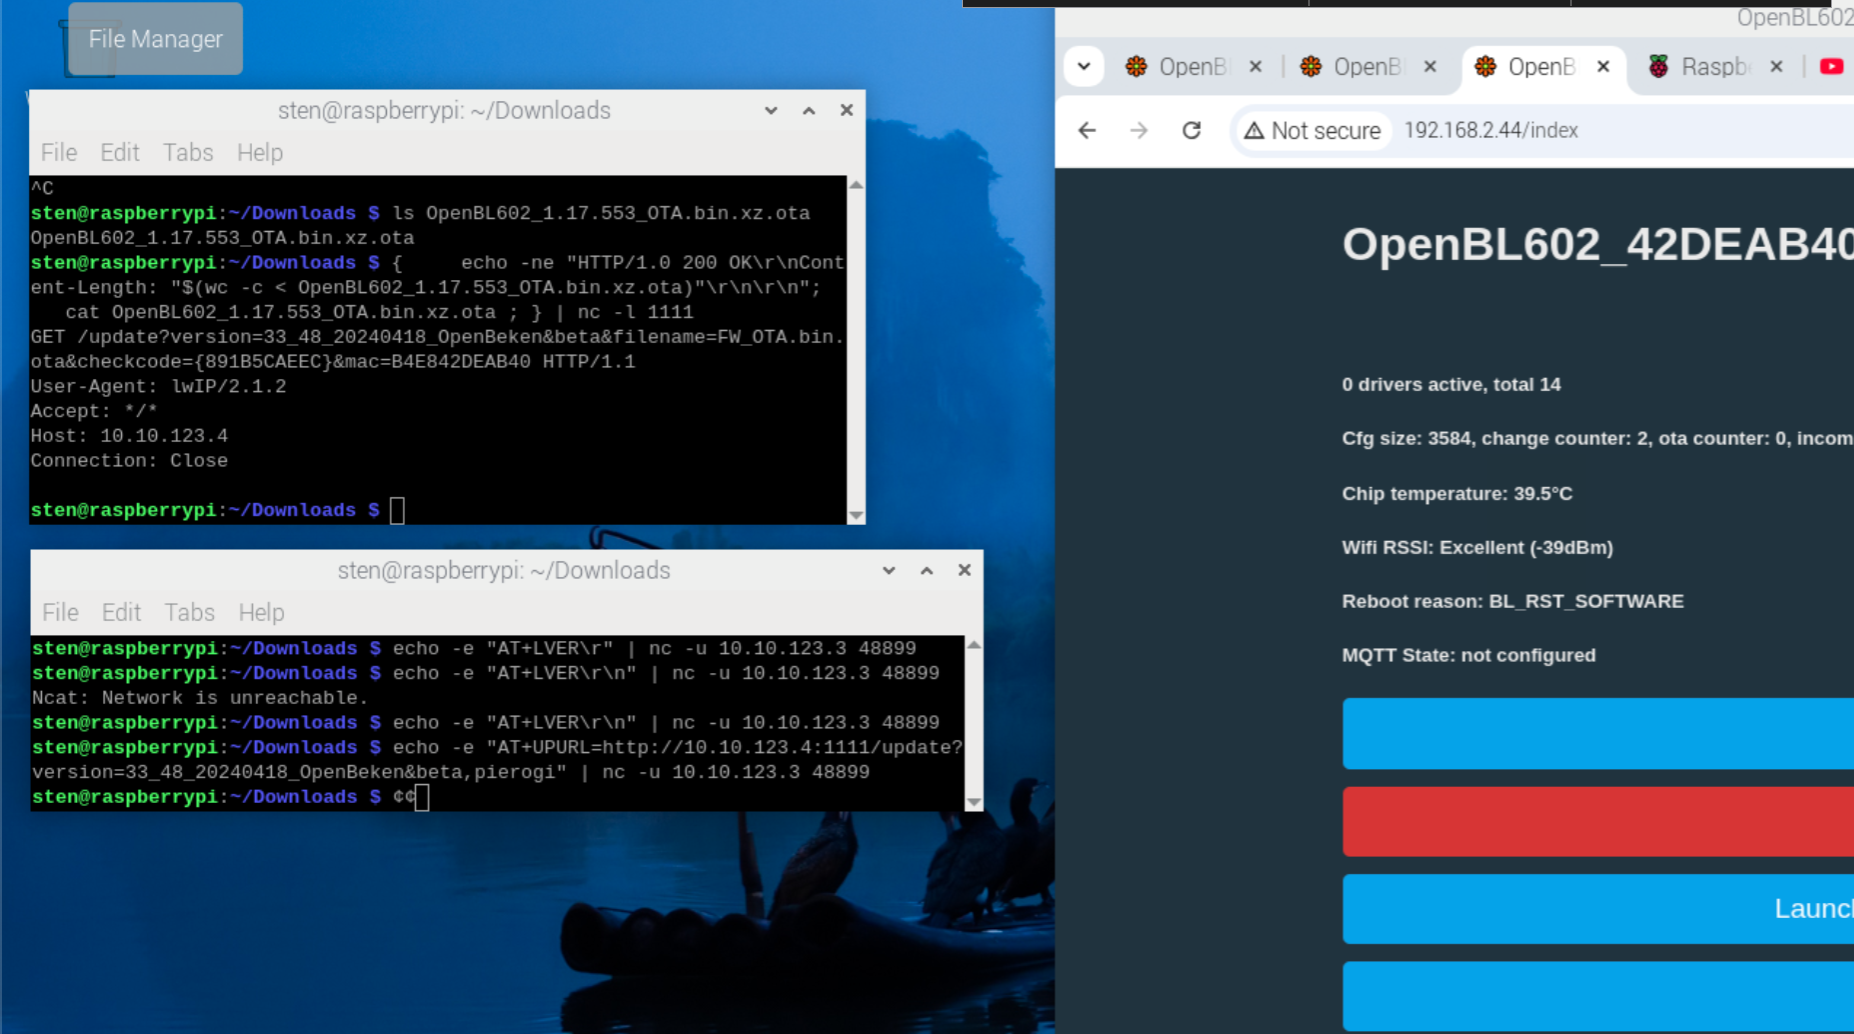 File Manager
sten@raspberrypi: ~/Downloads
File Edit Tabs Help
^C
sten@raspberrypi:~/Downloads $ ls OpenBL602_1.17.553_OTA.bin.xz.ota
OpenBL602_1.17.553_OTA.bin.xz.ota
sten@raspberrypi:~/Downloads $ {     echo -ne "HTTP/1.0 200 OK\r\nCont
ent-Length: "$(wc -c < OpenBL602_1.17.553_OTA.bin.xz.ota)"\r\n\r\n";
   cat OpenBL602_1.17.553_OTA.bin.xz.ota ; } | nc -l 1111
GET /update?version=33_48_20240418_OpenBeken&beta&filename=FW_OTA.bin.
ota&checkcode={891B5CAEEC}&mac=B4E842DEAB40 HTTP/1.1
User-Agent: lwIP/2.1.2
Accept: */*
Host: 10.10.123.4
Connection: Close
sten@raspberrypi:~/Downloads $
sten@raspberrypi: ~/Downloads
File Edit Tabs Help
sten@raspberrypi:~/Downloads $ echo -e "AT+LVER\r" | nc -u 10.10.123.3 48899
sten@raspberrypi:~/Downloads $ echo -e "AT+LVER\r\n" | nc -u 10.10.123.3 48899
Ncat: Network is unreachable.
sten@raspberrypi:~/Downloads $ echo -e "AT+LVER\r\n" | nc -u 10.10.123.3 48899
sten@raspberrypi:~/Downloads $ echo -e "AT+UPURL=http://10.10.123.4:1111/update?
version=33_48_20240418_OpenBeken&beta,pierogi" | nc -u 10.10.123.3 48899
sten@raspberrypi:~/Downloads $ ¢¢
OpenBL602
OpenB OpenB OpenB Raspb
Not secure 192.168.2.44/index
OpenBL602_42DEAB40
0 drivers active, total 14
Cfg size: 3584, change counter: 2, ota counter: 0, incom
Chip temperature: 39.5°C
Wifi RSSI: Excellent (-39dBm)
Reboot reason: BL_RST_SOFTWARE
MQTT State: not configured
Launc